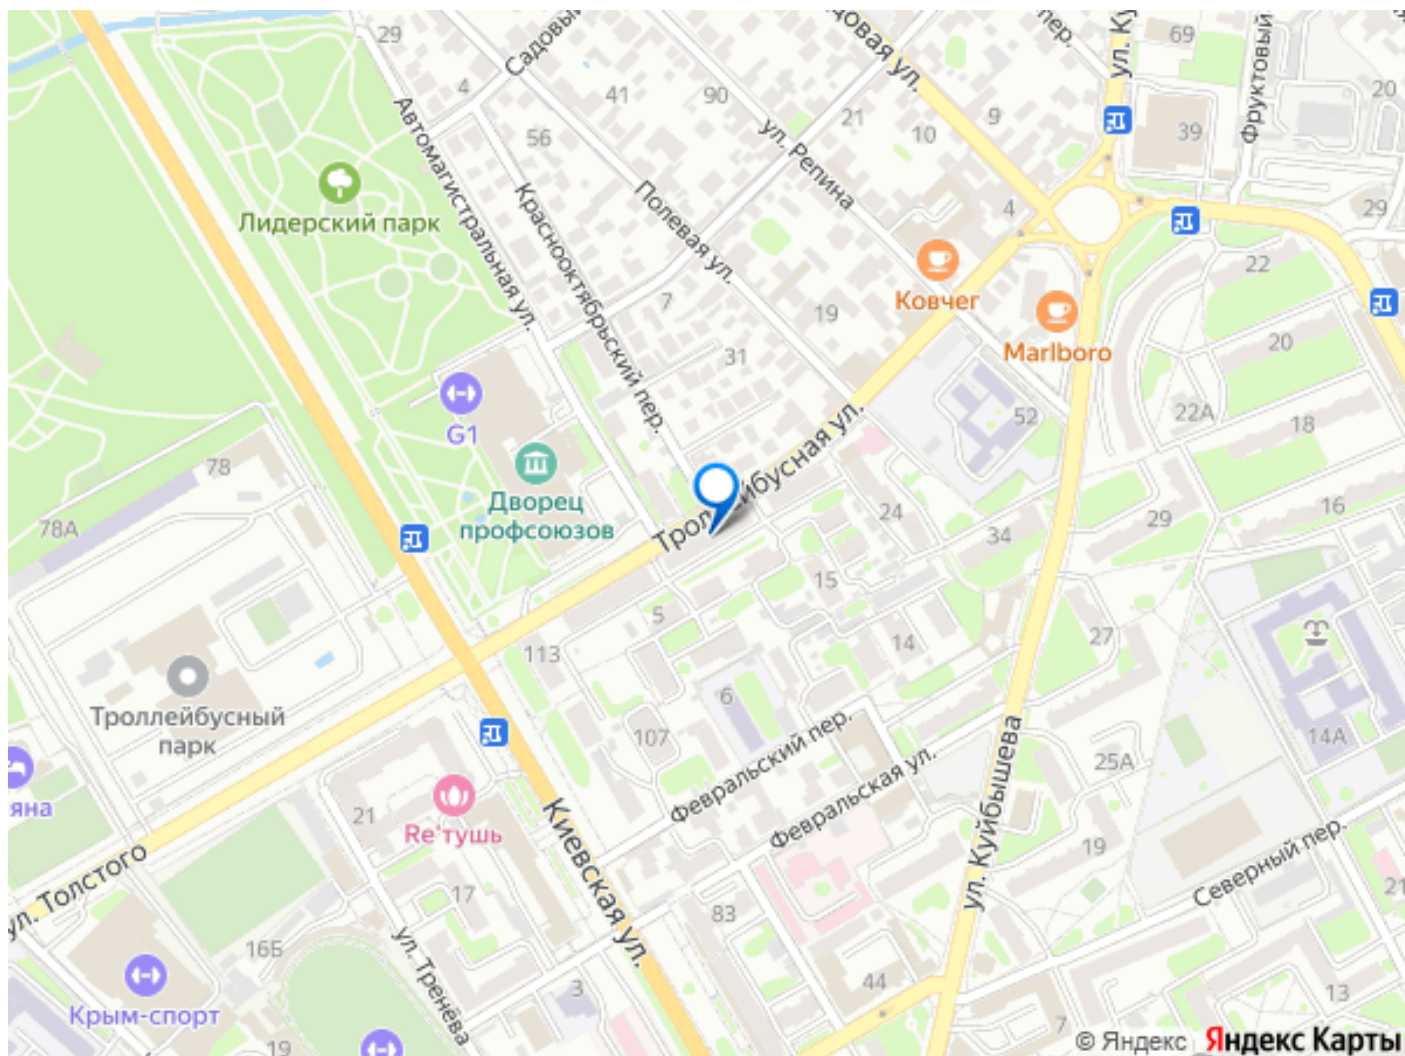 29
Садовый
4
41
90
21
10
9
69
20
39
56
довая ул.
пер.
ул. Ку
Фруктовый
Автомагистральная ул.
Краснооктябрьский пер.
Полевая ул.
ул. Репина
Лидерский парк
4
29
22
Ковчег
7
19
31
Marlboro
20
G1
52
22А
18
78
78А
Дворец
профсоюзов
Троллейбусная ул.
24
34
29
16
15
5
113
14
27
6
Троллейбусный
парк
107
14А
25А
яна
21
Re'тушь
Февральский пер.
Февральская ул.
ул. Куйбышева
19
Северный пер.
21
ул. Толстого
Киевская ул.
17
83
16Б
ул. Тренёва
Крым-спорт
3
44
13
7
19
© Яндекс Яндекс Карты